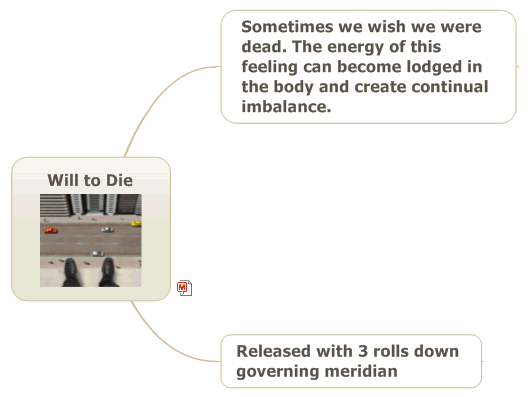 Sometimes we wish we were
dead. The energy of this
feeling can become lodged in
the body and create continual
imbalance.
Will to Die
M
Released with 3 rolls down
governing meridian